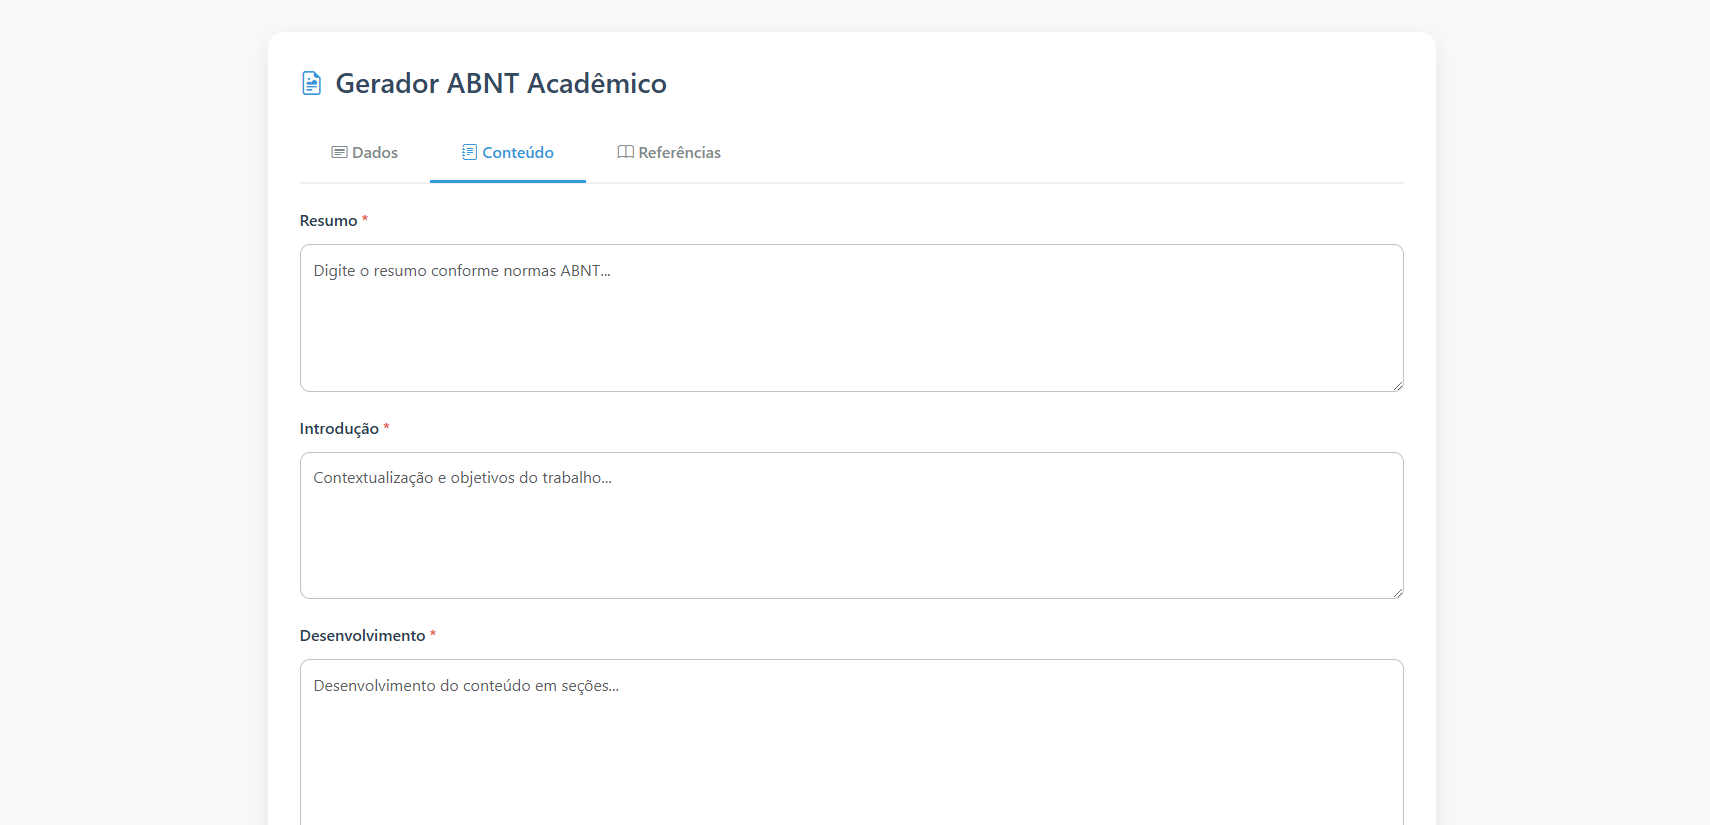 Gerador ABNT Acadêmico
Dados
Conteúdo
Referências
Resumo *
Digite o resumo conforme normas ABNT...
Introdução *
Contextualização e objetivos do trabalho...
Desenvolvimento *
Desenvolvimento do conteúdo em seções...